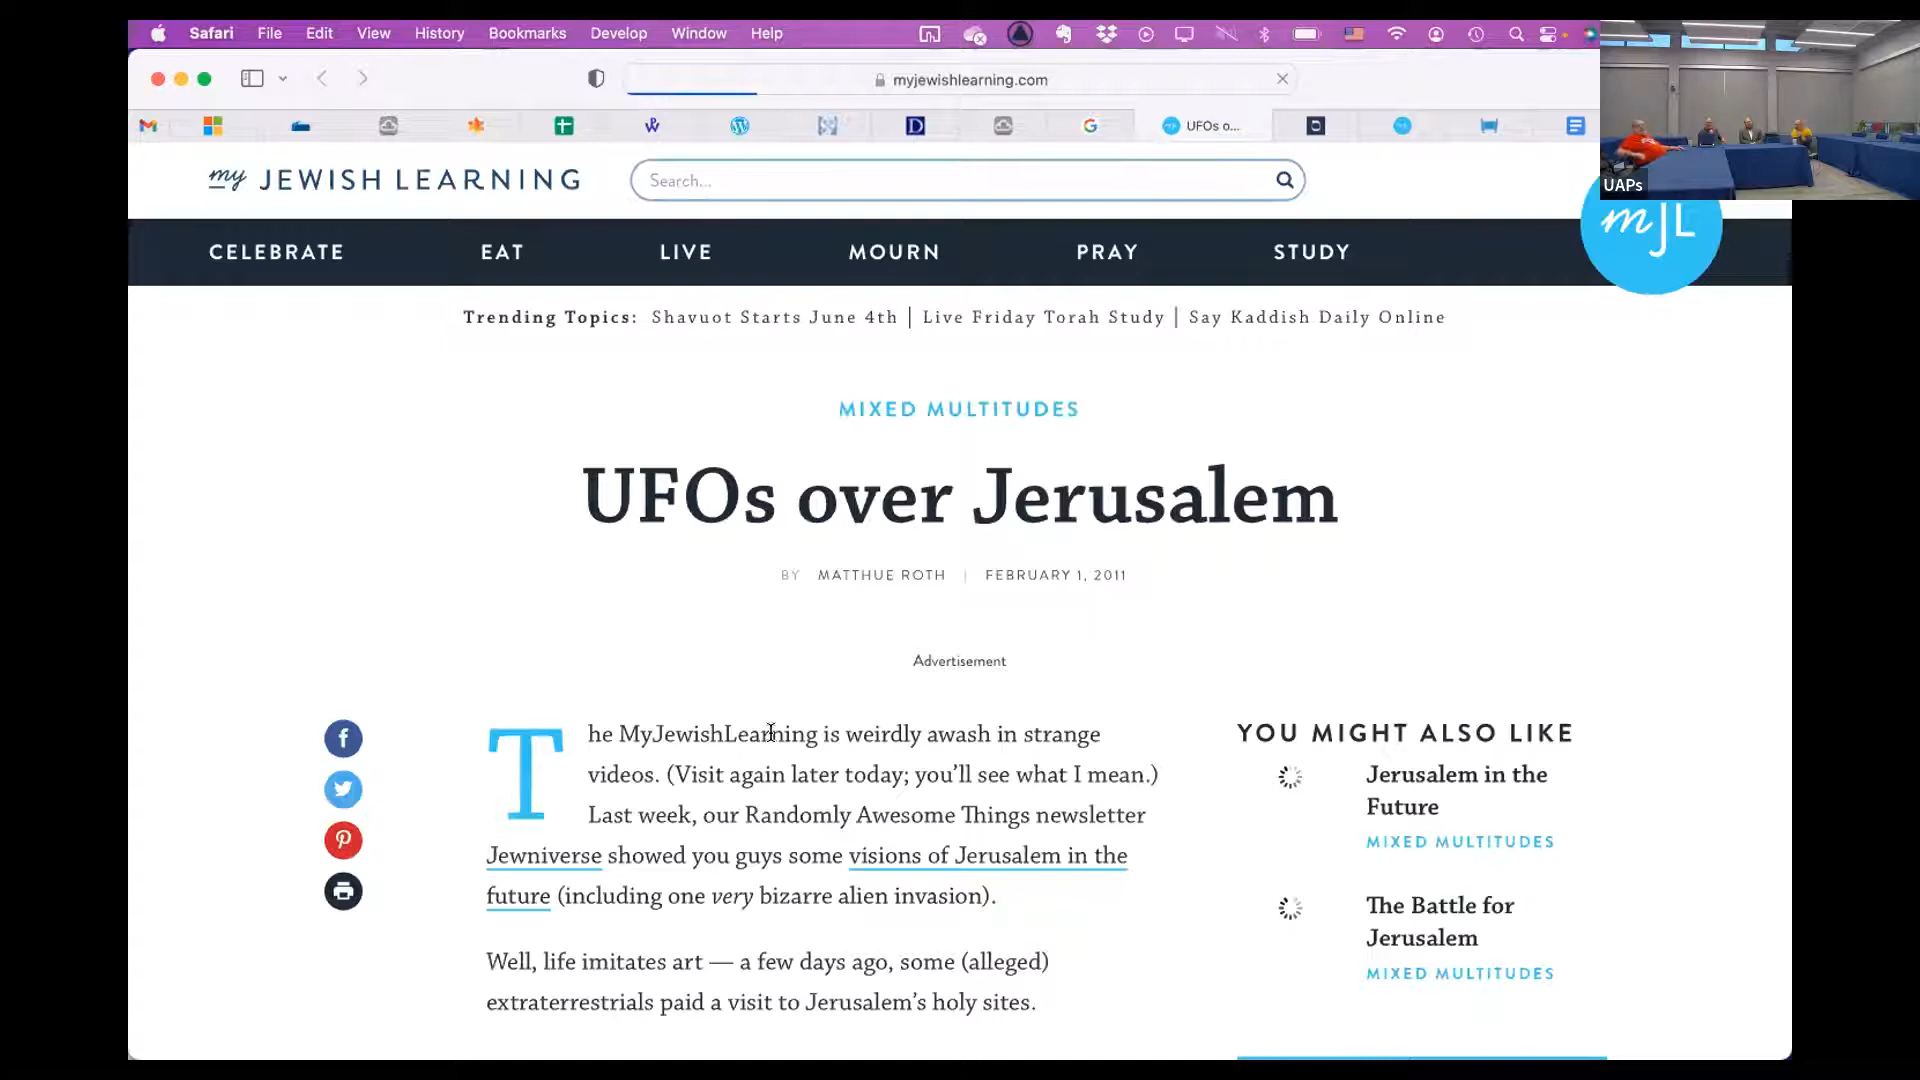 Safari File Edit View History Bookmarks Develop Window Help
myjewishlearning.com
UFOs o...
UAPs
my JEWISH LEARNING
Search...
mJL
CELEBRATE EAT LIVE MOURN PRAY STUDY
Trending Topics: Shavuot Starts June 4th | Live Friday Torah Study | Say Kaddish Daily Online
MIXED MULTITUDES
UFOs over Jerusalem
BY MATTHUE ROTH | FEBRUARY 1, 2011
Advertisement
The MyJewishLearning is weirdly awash in strange
videos. (Visit again later today; you’ll see what I mean.)
Last week, our Randomly Awesome Things newsletter
Jewniverse showed you guys some visions of Jerusalem in the
future (including one very bizarre alien invasion).
Well, life imitates art — a few days ago, some (alleged)
extraterrestrials paid a visit to Jerusalem’s holy sites.
YOU MIGHT ALSO LIKE
Jerusalem in the
Future
MIXED MULTITUDES
The Battle for
Jerusalem
MIXED MULTITUDES